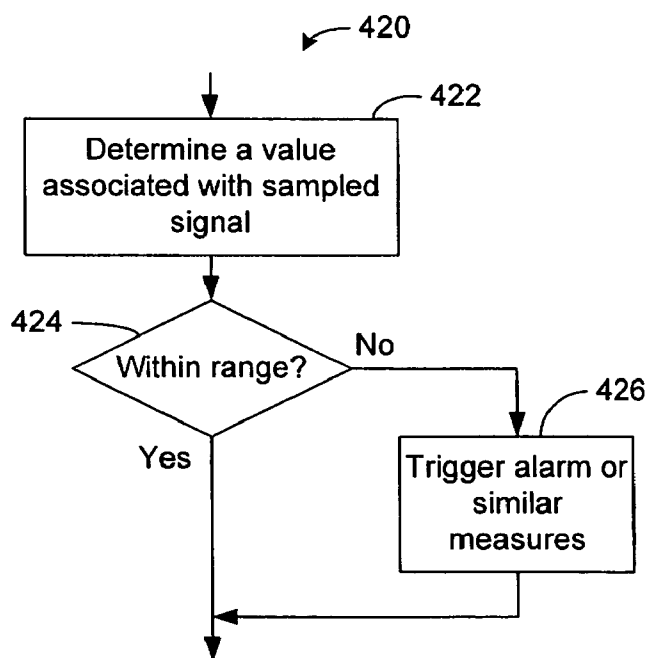 420
422
Determine a value
associated with sampled
signal
424
Within range?
No
426
Yes
Trigger alarm or
similar
measures